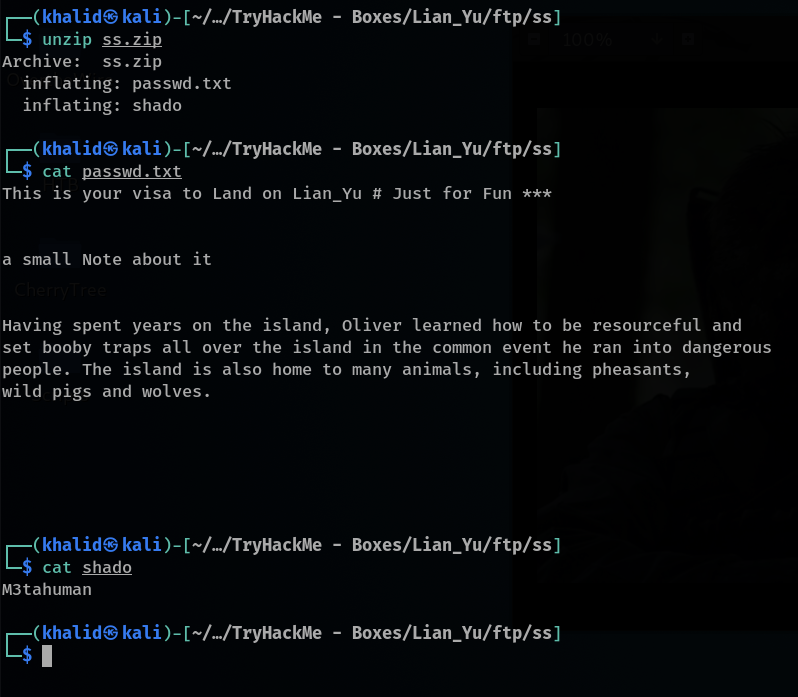 ┌──(khalid㉿kali)-[~/…/TryHackMe - Boxes/Lian_Yu/ftp/ss]
└─$ unzip ss.zip
Archive:  ss.zip
  inflating: passwd.txt
  inflating: shado
┌──(khalid㉿kali)-[~/…/TryHackMe - Boxes/Lian_Yu/ftp/ss]
└─$ cat passwd.txt
This is your visa to Land on Lian_Yu # Just for Fun ***
a small Note about it
CherryTree
Having spent years on the island, Oliver learned how to be resourceful and
set booby traps all over the island in the common event he ran into dangerous
people. The island is also home to many animals, including pheasants,
wild pigs and wolves.
┌──(khalid㉿kali)-[~/…/TryHackMe - Boxes/Lian_Yu/ftp/ss]
└─$ cat shado
M3tahuman
┌──(khalid㉿kali)-[~/…/TryHackMe - Boxes/Lian_Yu/ftp/ss]
└─$
100%